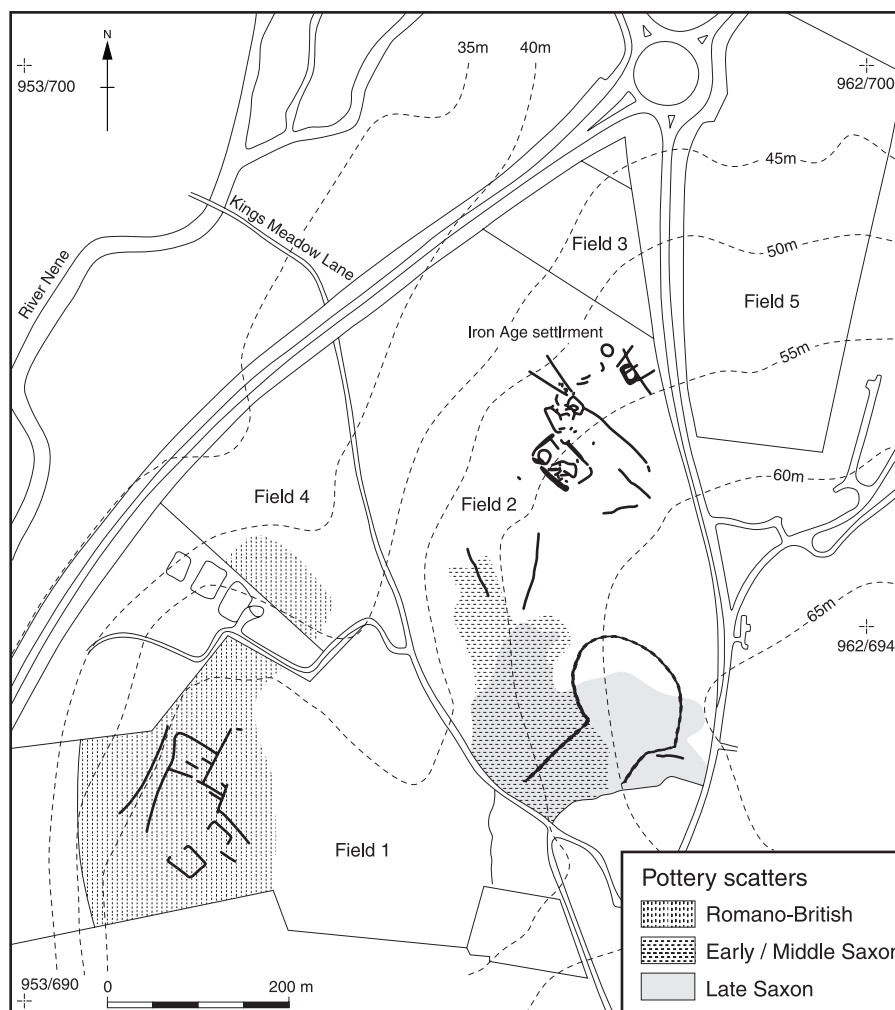 N
35m
40m
953/700
962/700
45m
Kings Meadow Lane
River Nene
Field 3
50m
Field 5
Iron Age settlrment
55m
60m
Field 4
Field 2
65m
962/694
Field 1
Pottery scatters
Romano-British
Early / Middle Saxon
Late Saxon
953/690
0
200 m